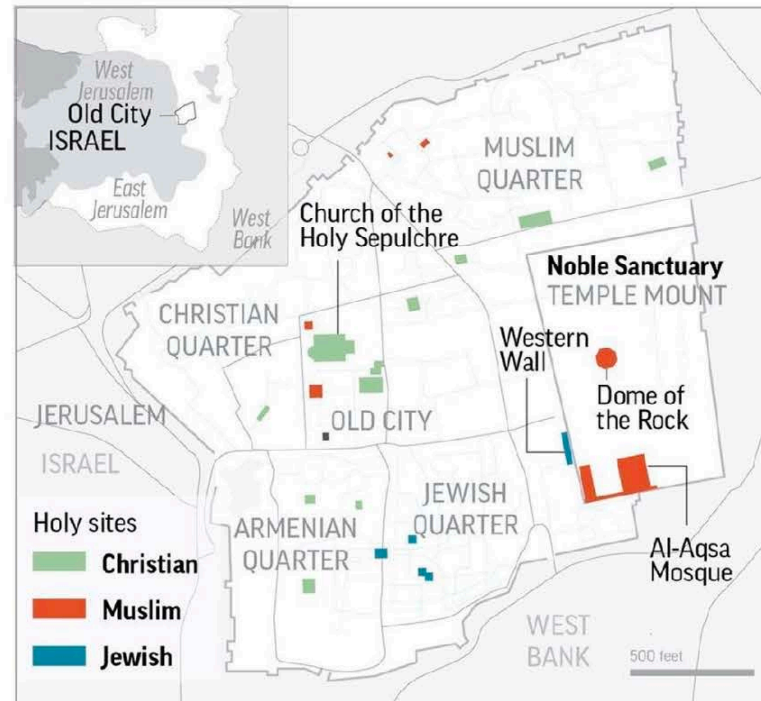 West
Jerusalem
Old City
ISRAEL
East
Jerusalem
West
Bank
MUSLIM
QUARTER
Church of the
Holy Sepulchre
Noble Sanctuary
TEMPLE MOUNT
CHRISTIAN
QUARTER
Western
Wall
Dome of
the Rock
JERUSALEM
OLD CITY
ISRAEL
JEWISH
QUARTER
ARMENIAN
QUARTER
Al-Aqsa
Mosque
Holy sites
Christian
Muslim
Jewish
WEST
BANK
500 feet